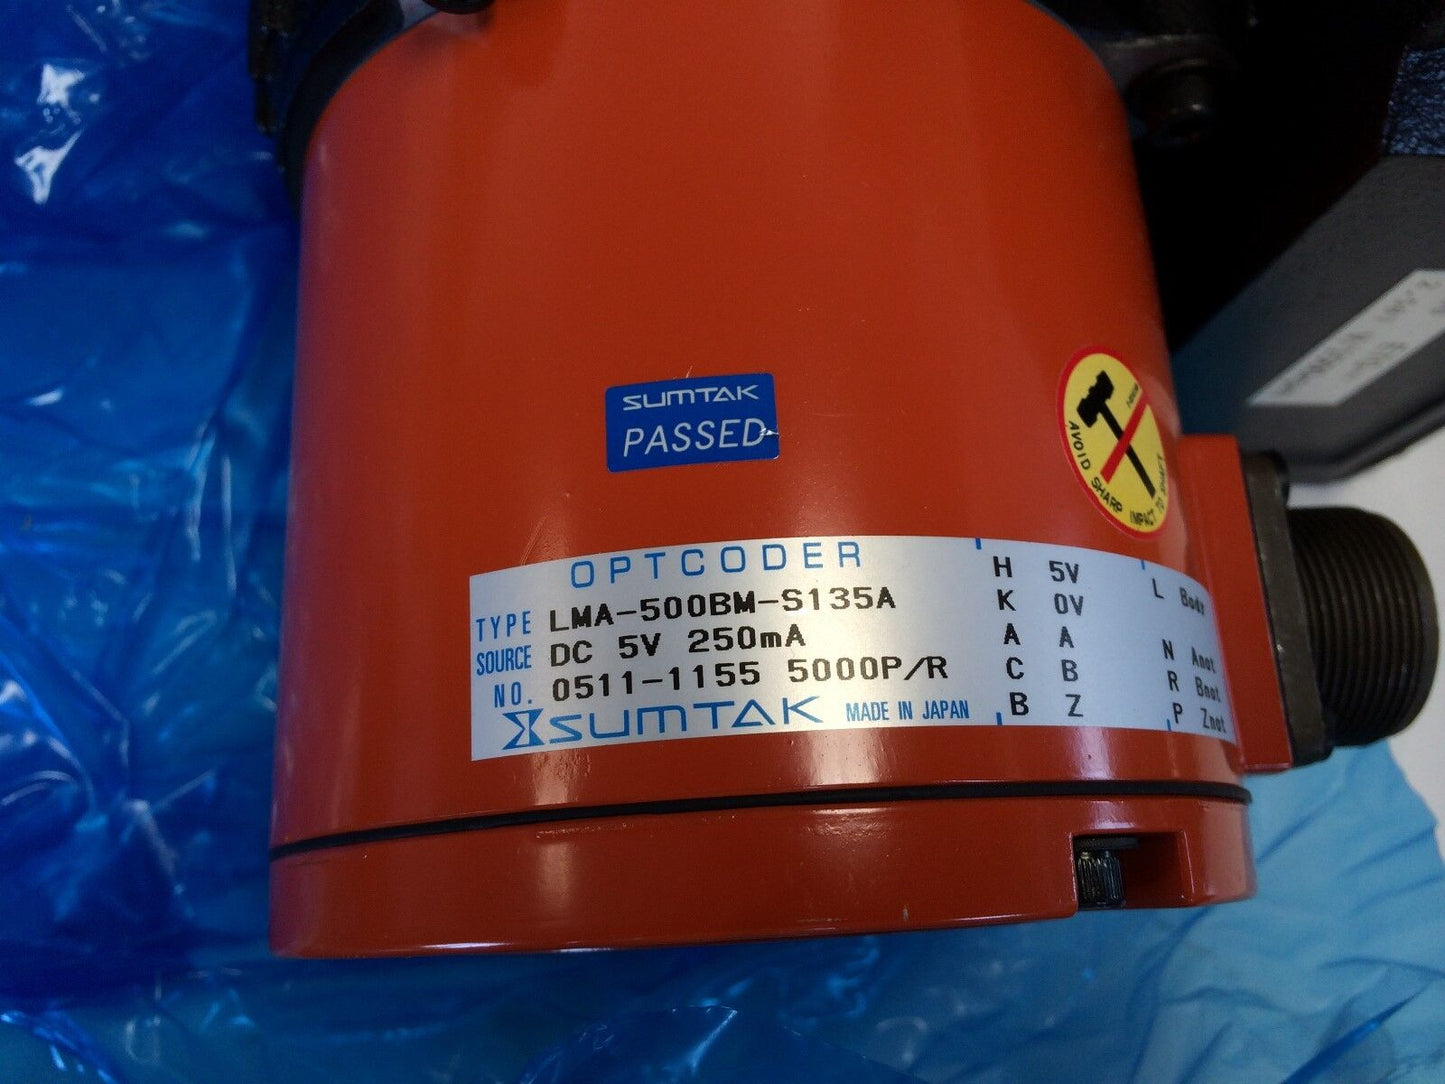 SUMTAK
PASSED
AVOID SHARP IMPACT TO SHAFT
OPTCODER
TYPE LMA-500BM-S135A
SOURCE DC 5V 250mA
NO. 0511-1155 5000P/R
SUMTAK MADE IN JAPAN
H 5V
K 0V
A A
C B
B Z
L Body
N Anot
R Bnot
P Znot